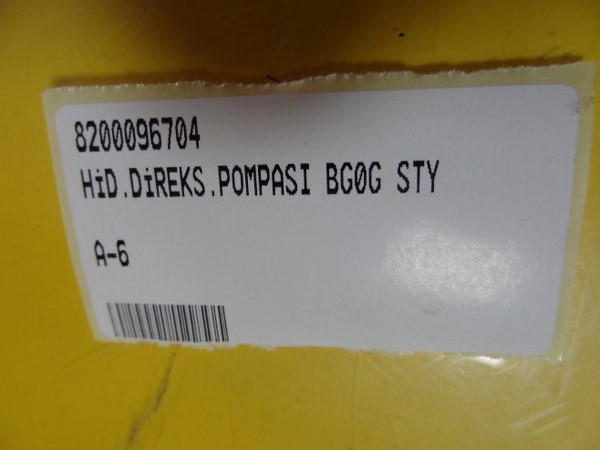 8200096704
HiD.DiREKS.POMPASI BG0G STY
A-6